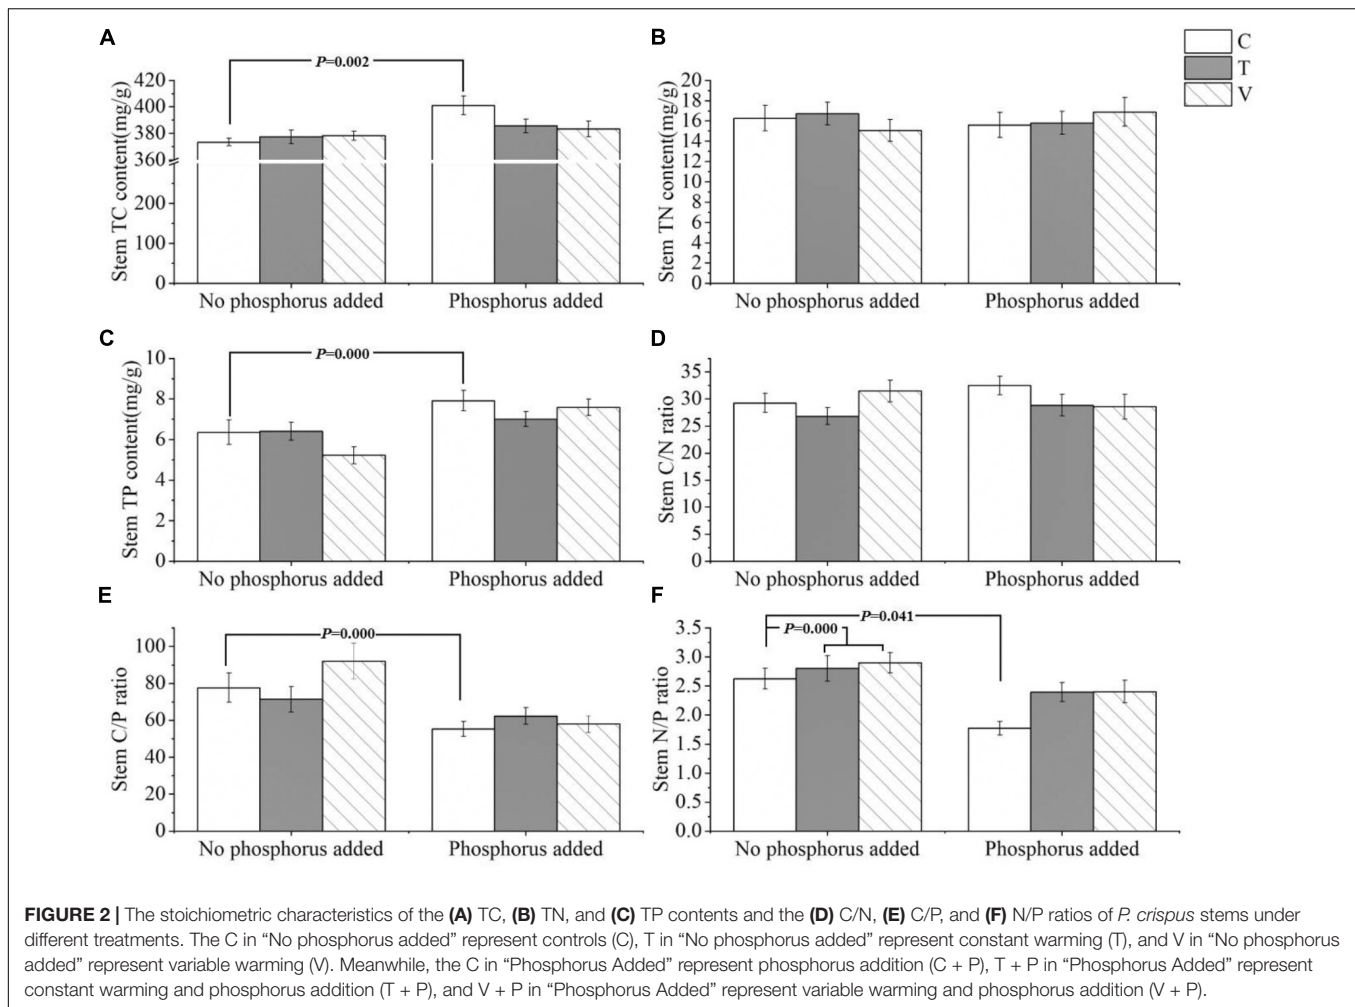 A
P=0.002
Stem TC content(mg/g)
420
400
380
360
200
100
0
No phosphorus added
Phosphorus added
B
C
T
V
Stem TN content(mg/g)
20
18
16
14
12
10
8
6
4
2
0
No phosphorus added
Phosphorus added
C
P=0.000
Stem TP content(mg/g)
10
8
6
4
2
0
No phosphorus added
Phosphorus added
D
Stem C/N ratio
35
30
25
20
15
10
5
0
No phosphorus added
Phosphorus added
E
P=0.000
Stem C/P ratio
100
80
60
40
20
0
No phosphorus added
Phosphorus added
F
P=0.041
P=0.000
Stem N/P ratio
3.5
3.0
2.5
2.0
1.5
1.0
0.5
0.0
No phosphorus added
Phosphorus added
FIGURE 2 | The stoichiometric characteristics of the (A) TC, (B) TN, and (C) TP contents and the (D) C/N, (E) C/P, and (F) N/P ratios of P. crispus stems under
different treatments. The C in “No phosphorus added” represent controls (C), T in “No phosphorus added” represent constant warming (T), and V in “No phosphorus
added” represent variable warming (V). Meanwhile, the C in “Phosphorus Added” represent phosphorus addition (C + P), T + P in “Phosphorus Added” represent
constant warming and phosphorus addition (T + P), and V + P in “Phosphorus Added” represent variable warming and phosphorus addition (V + P).